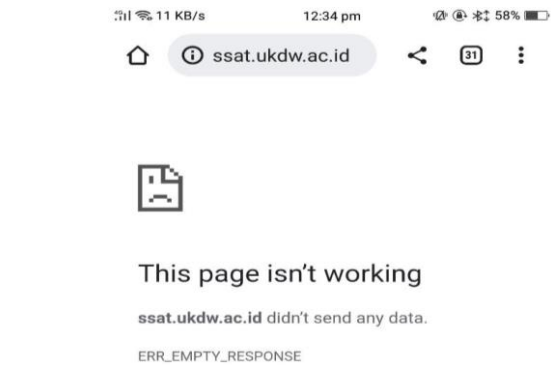 11 KB/s 12:34 pm 58%
ssat.ukdw.ac.id 31
This page isn't working
ssat.ukdw.ac.id didn't send any data.
ERR_EMPTY_RESPONSE